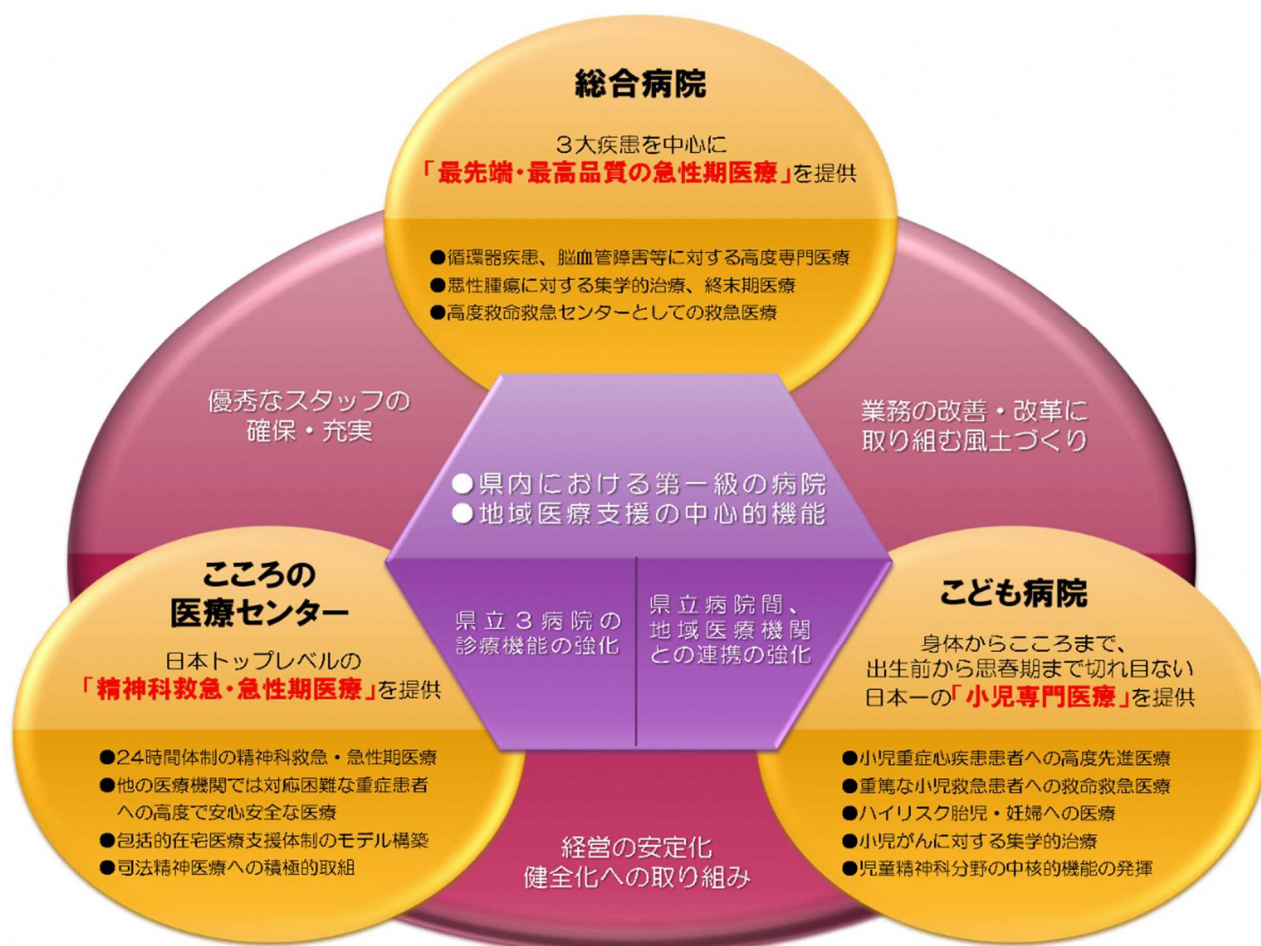 総合病院
3大疾患を中心に
「最先端・最高品質の急性期医療」を提供
●循環器疾患、脳血管障害等に対する高度専門医療
●悪性腫瘍に対する集学的治療、終末期医療
●高度救命救急センターとしての救急医療
優秀なスタッフの
確保・充実
業務の改善・改革に
取り組む風土づくり
●県内における第一級の病院
●地域医療支援の中心的機能
県立3病院の
診療機能の強化
県立病院間、
地域医療機関
との連携の強化
こころの
医療センター
日本トップレベルの
「精神科救急・急性期医療」を提供
●24時間体制の精神科救急・急性期医療
●他の医療機関では対応困難な重症患者
への高度で安心安全な医療
●包括的在宅医療支援体制のモデル構築
●司法精神医療への積極的取組
こども病院
身体からこころまで、
出生前から思春期まで切れ目ない
日本一の「小児専門医療」を提供
●小児重症心疾患患者への高度先進医療
●重篤な小児救急患者への救命救急医療
●ハイリスク胎児・妊婦への医療
●小児がんに対する集学的治療
●児童精神科分野の中核的機能の発揮
経営の安定化
健全化への取り組み